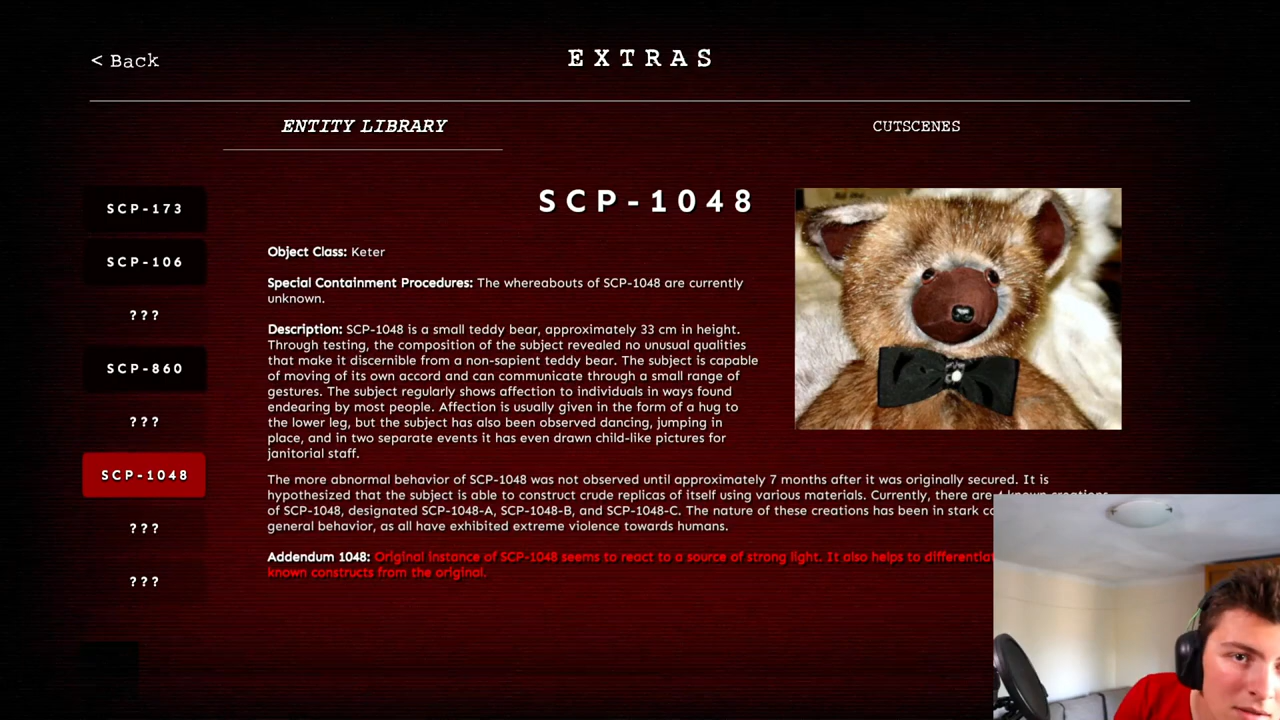 < Back
EXTRAS
ENTITY LIBRARY
CUTSCENES
SCP-173
SCP-106
???
SCP-860
???
SCP-1048
???
???
SCP-1048
Object Class: Keter
Special Containment Procedures: The whereabouts of SCP-1048 are currently
unknown.
Description: SCP-1048 is a small teddy bear, approximately 33 cm in height.
Through testing, the composition of the subject revealed no unusual qualities
that make it discernible from a non-sapient teddy bear. The subject is capable
of moving of its own accord and can communicate through a small range of
gestures. The subject regularly shows affection to individuals in ways found
endearing by most people. Affection is usually given in the form of a hug to
the lower leg, but the subject has also been observed dancing, jumping in
place, and in two separate events it has even drawn child-like pictures for
janitorial staff.
The more abnormal behavior of SCP-1048 was not observed until approximately 7 months after it was originally secured. It is
hypothesized that the subject is able to construct crude replicas of itself using various materials. Currently, there are
of SCP-1048, designated SCP-1048-A, SCP-1048-B, and SCP-1048-C. The nature of these creations has been in stark
general behavior, as all have exhibited extreme violence towards humans.
Addendum 1048: Original instance of SCP-1048 seems to react to a source of strong light. It also helps to
known constructs from the original.